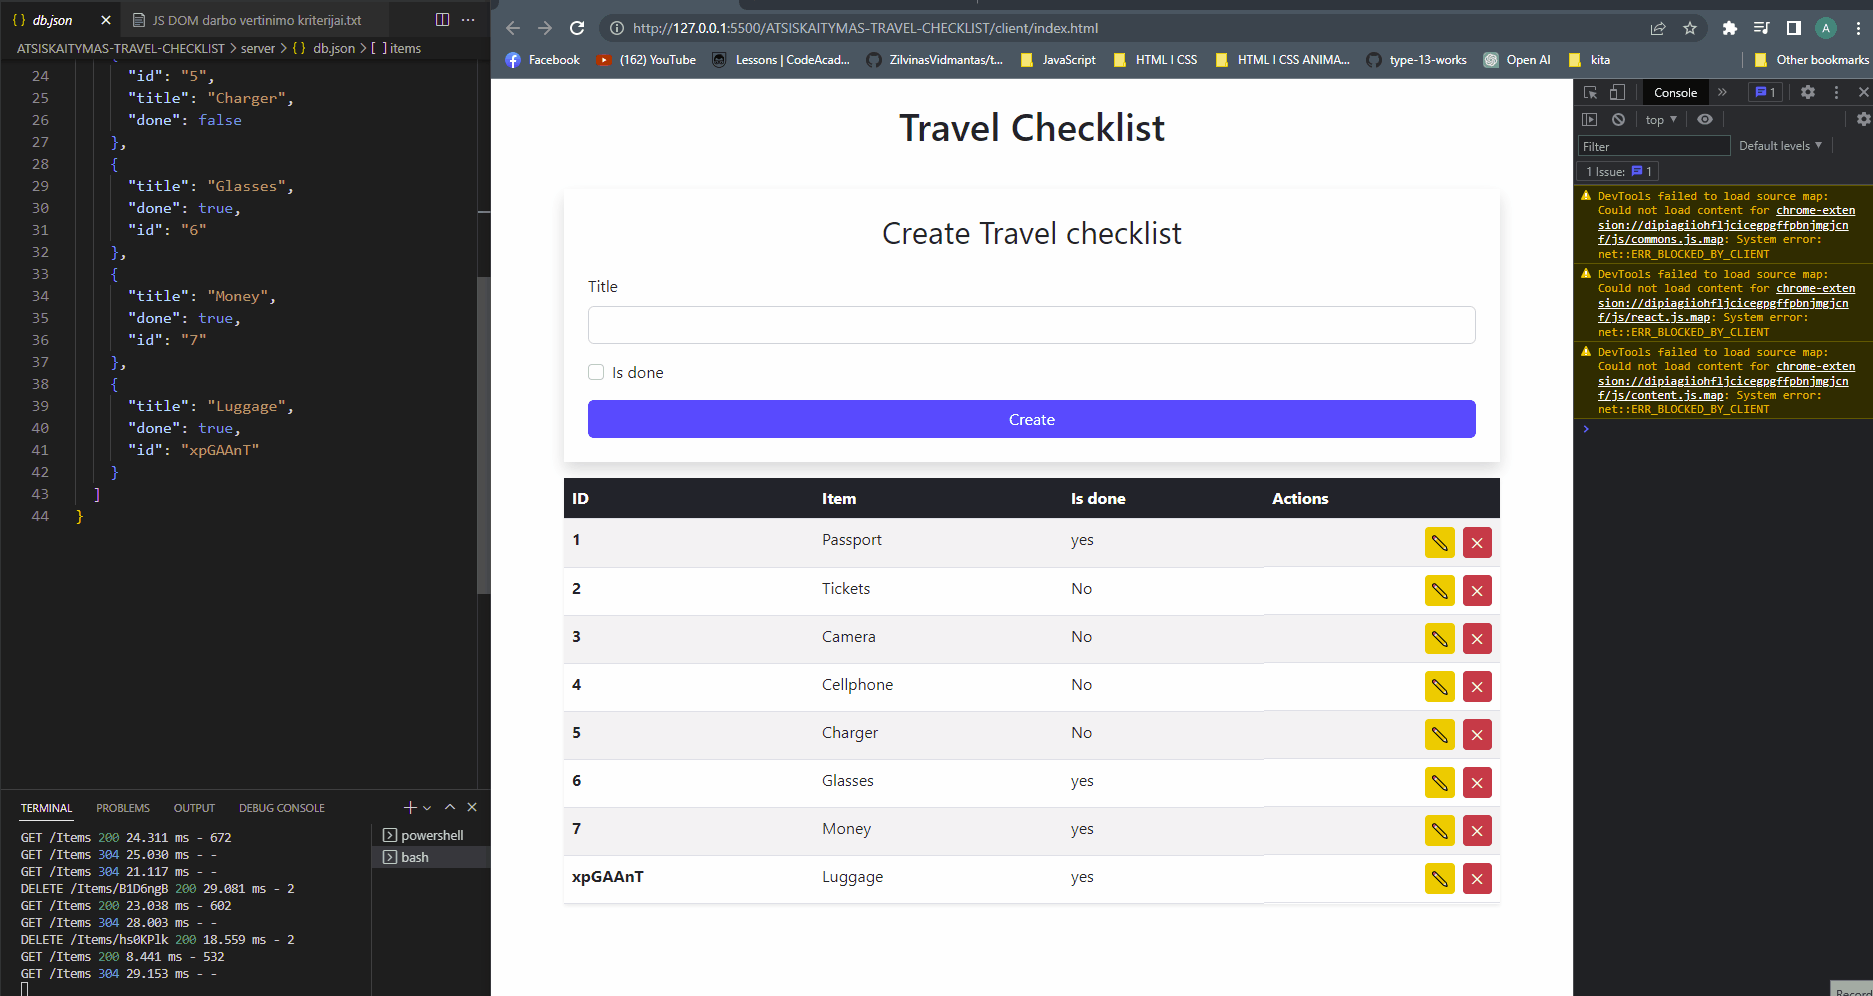 db.json
JS DOM darbo vertinimo kriterijai.txt
ATSISKAITYMAS-TRAVEL-CHECKLIST > server > { } db.json > [ ] items
24 "id": "5",
25 "title": "Charger",
26 "done": false
27 },
28 {
29 "title": "Glasses",
30 "done": true,
31 "id": "6"
32 },
33 {
34 "title": "Money",
35 "done": true,
36 "id": "7"
37 },
38 {
39 "title": "Luggage",
40 "done": true,
41 "id": "xpGAAnT"
42 }
43 ]
44 }
TERMINAL PROBLEMS OUTPUT DEBUG CONSOLE
GET /Items 200 24.311 ms - 672
GET /Items 304 25.030 ms - -
GET /Items 304 21.117 ms - -
DELETE /Items/B1D6ngB 200 29.081 ms - 2
GET /Items 200 23.038 ms - 602
GET /Items 304 28.003 ms - -
DELETE /Items/hs0KPlk 200 18.559 ms - 2
GET /Items 200 8.441 ms - 532
GET /Items 304 29.153 ms - -
powershell
bash
http://127.0.0.1:5500/ATSISKAITYMAS-TRAVEL-CHECKLIST/client/index.html
A
Facebook (162) YouTube Lessons | CodeAcad... ZilvinasVidmantas/t... JavaScript HTML I CSS HTML I CSS ANIMA... type-13-works Open AI kita Other bookmarks
Travel Checklist
Create Travel checklist
Title
Is done
Create
ID Item Is done Actions
1 Passport yes
2 Tickets No
3 Camera No
4 Cellphone No
5 Charger No
6 Glasses yes
7 Money yes
xpGAAnT Luggage yes
Console » 1
top
Filter Default levels
1 Issue: 1
DevTools failed to load source map:
Could not load content for chrome-exten
sion://dipiagiiohfljcicegpgffpbnjmgjcn
f/js/commons.js.map: System error:
net::ERR_BLOCKED_BY_CLIENT
DevTools failed to load source map:
Could not load content for chrome-exten
sion://dipiagiiohfljcicegpgffpbnjmgjcn
f/js/react.js.map: System error:
net::ERR_BLOCKED_BY_CLIENT
DevTools failed to load source map:
Could not load content for chrome-exten
sion://dipiagiiohfljcicegpgffpbnjmgjcn
f/js/content.js.map: System error:
net::ERR_BLOCKED_BY_CLIENT